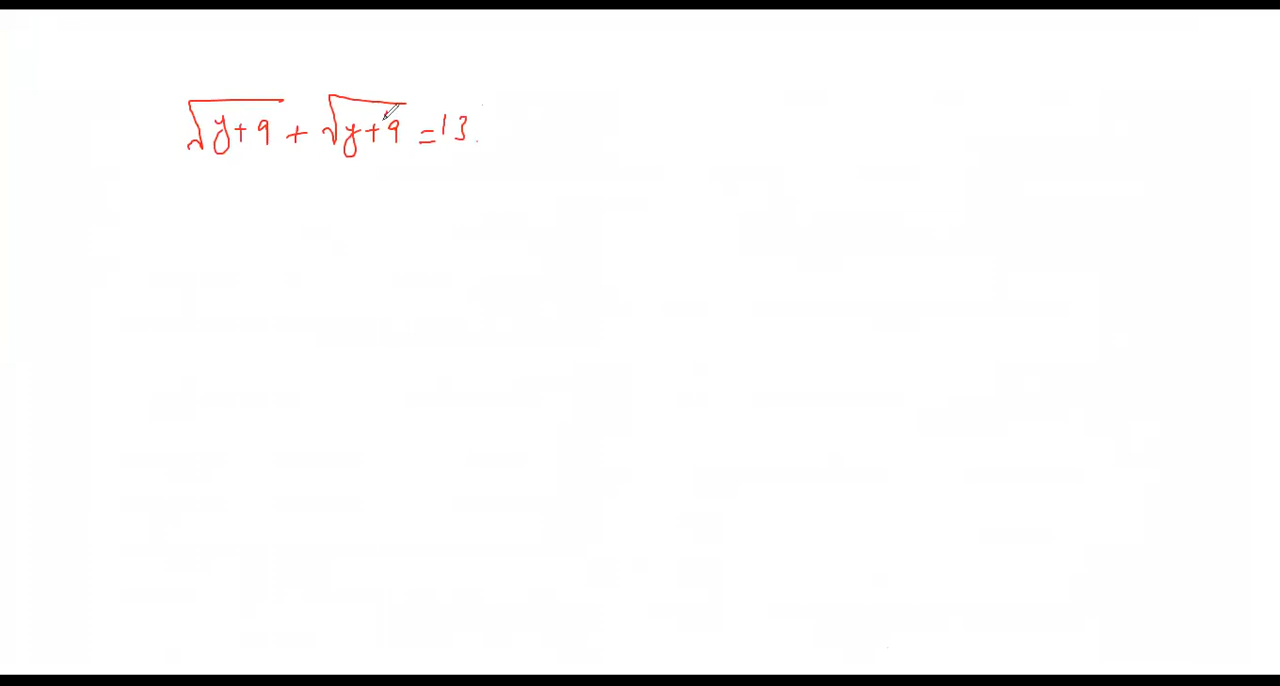 √(y+9) + √(y+9) = 13.